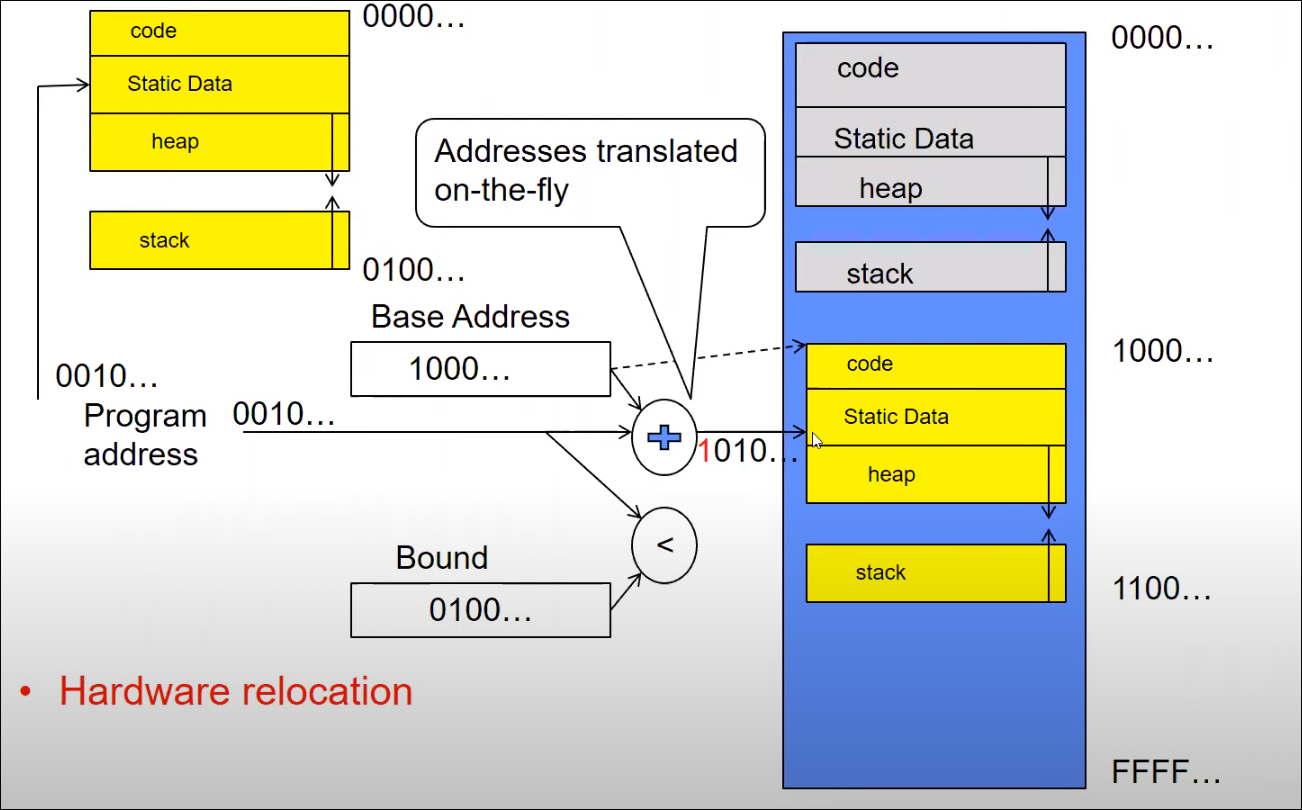 code
0000…
Static Data
heap
stack
0100…
Addresses translated
on-the-fly
Base Address
1000…
0010…
Program
address
0010…
1010…
<
Bound
0100…
• Hardware relocation
0000…
code
Static Data
heap
stack
1000…
code
Static Data
heap
stack
1100…
FFFF…